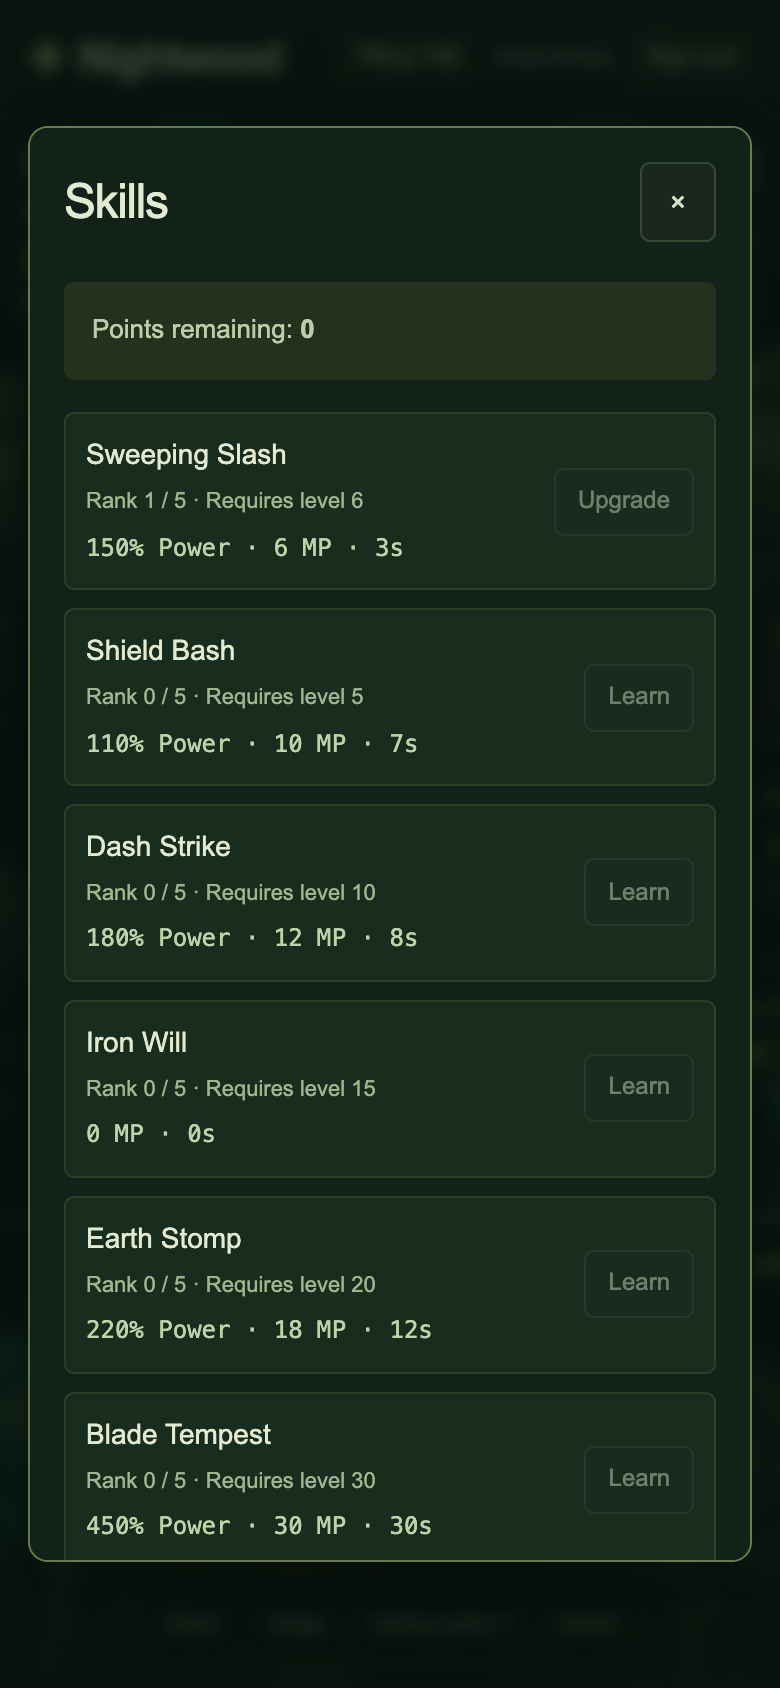 Nightwood
Skills
×
Points remaining: 0
Sweeping Slash
Rank 1 / 5 · Requires level 6
150% Power · 6 MP · 3s
Upgrade
Shield Bash
Rank 0 / 5 · Requires level 5
110% Power · 10 MP · 7s
Learn
Dash Strike
Rank 0 / 5 · Requires level 10
180% Power · 12 MP · 8s
Learn
Iron Will
Rank 0 / 5 · Requires level 15
0 MP · 0s
Learn
Earth Stomp
Rank 0 / 5 · Requires level 20
220% Power · 18 MP · 12s
Learn
Blade Tempest
Rank 0 / 5 · Requires level 30
450% Power · 30 MP · 30s
Learn